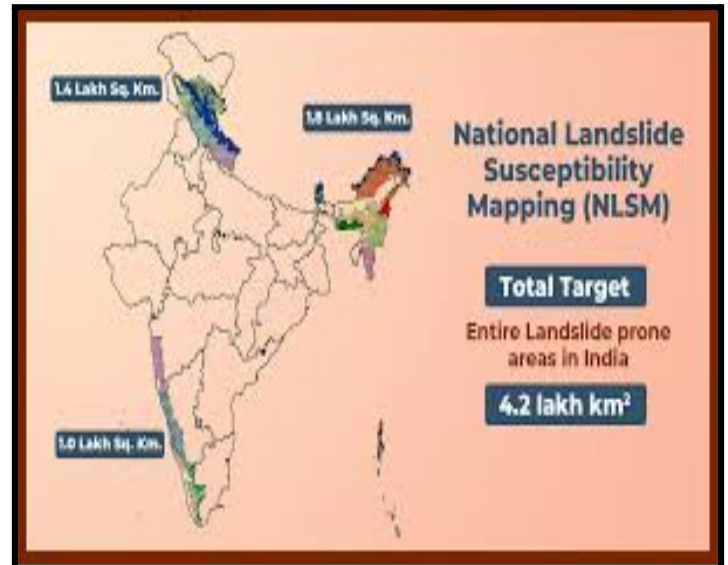 1.4 Lakh Sq. Km.
1.8 Lakh Sq. Km.
National Landslide
Susceptibility
Mapping (NLSM)
Total Target
Entire Landslide prone
areas in India
4.2 lakh km²
1.0 Lakh Sq. Km.